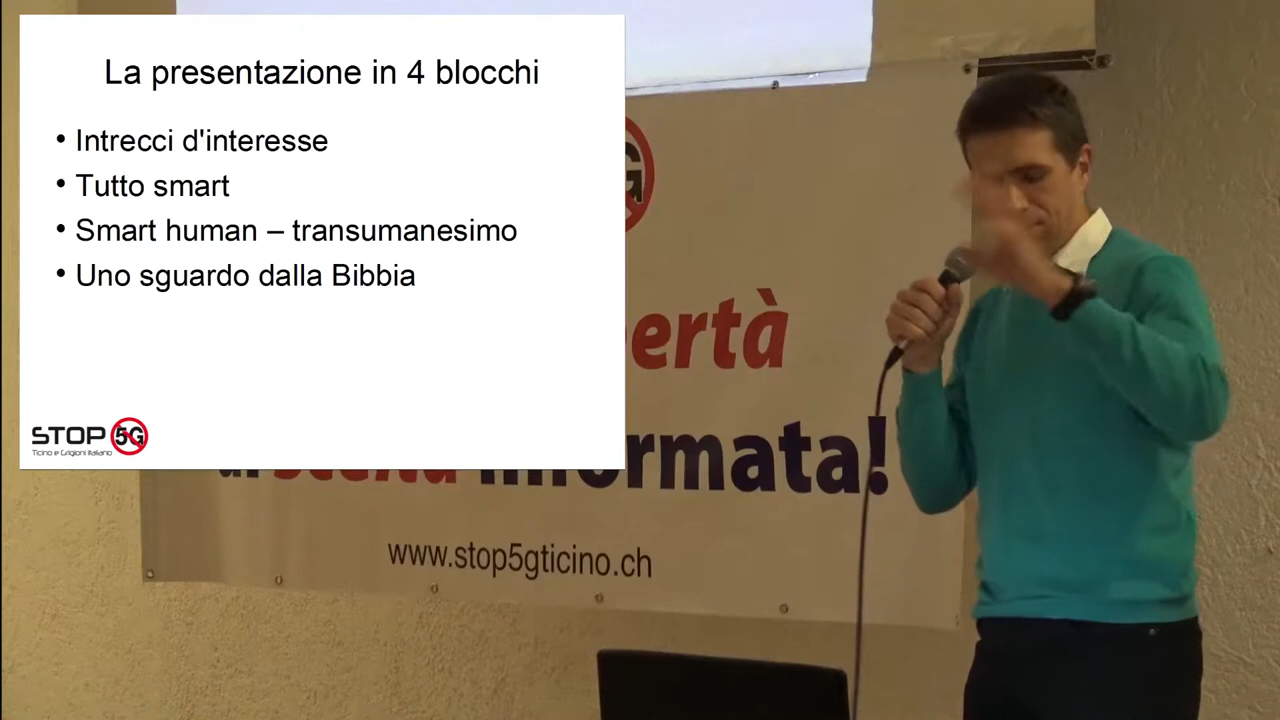 La presentazione in 4 blocchi
• Intrecci d'interesse
• Tutto smart
• Smart human – transumanesimo
• Uno sguardo dalla Bibbia
STOP 5G
Ticino e Grigioni italiano
informata!
www.stop5gticino.ch